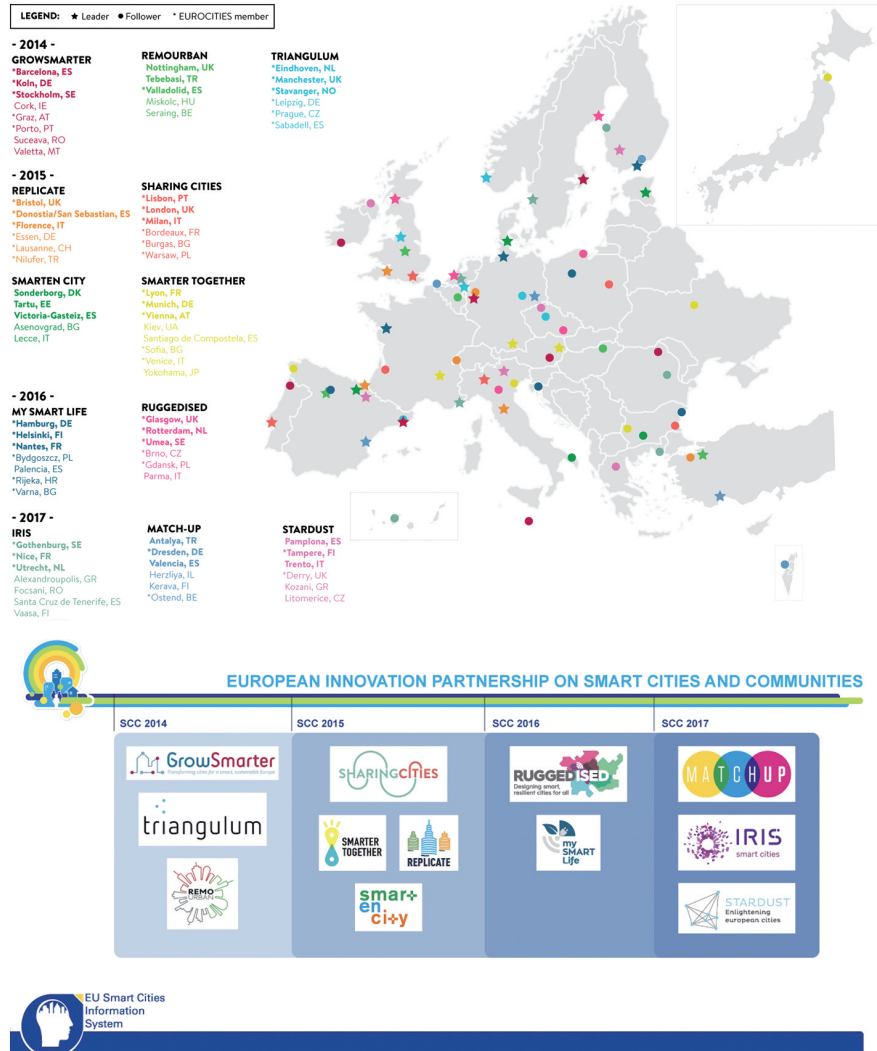 LEGEND: ★ Leader ● Follower * EUROCITIES member
- 2014 -
GROWSMARTER
*Barcelona, ES
*Koln, DE
*Stockholm, SE
Cork, IE
*Graz, AT
*Porto, PT
Suceava, RO
Valetta, MT
REMOURBAN
Nottingham, UK
Tebebasi, TR
*Valladolid, ES
Miskolc, HU
Seraing, BE
TRIANGULUM
*Eindhoven, NL
*Manchester, UK
*Stavanger, NO
*Leipzig, DE
*Prague, CZ
*Sabadell, ES
- 2015 -
REPLICATE
*Bristol, UK
*Donostia/San Sebastian, ES
*Florence, IT
*Essen, DE
*Lausanne, CH
*Nilufer, TR
SHARING CITIES
*Lisbon, PT
*London, UK
*Milan, IT
*Bordeaux, FR
*Burgas, BG
*Warsaw, PL
SMARTEN CITY
Sonderborg, DK
Tartu, EE
Victoria-Gasteiz, ES
Asenovgrad, BG
Lecce, IT
SMARTER TOGETHER
*Lyon, FR
*Munich, DE
*Vienna, AT
Kiev, UA
Santiago de Compostela, ES
*Sofia, BG
*Venice, IT
Yokohama, JP
- 2016 -
MY SMART LIFE
*Hamburg, DE
*Helsinki, FI
*Nantes, FR
*Bydgoszcz, PL
Palencia, ES
*Rijeka, HR
*Varna, BG
RUGGEDISED
*Glasgow, UK
*Rotterdam, NL
*Umea, SE
*Brno, CZ
*Gdansk, PL
Parma, IT
- 2017 -
IRIS
*Gothenburg, SE
*Nice, FR
*Utrecht, NL
Alexandroupolis, GR
Focsani, RO
Santa Cruz de Tenerife, ES
Vaasa, FI
MATCH-UP
Antalya, TR
*Dresden, DE
Valencia, ES
Herzliya, IL
Kerava, FI
*Ostend, BE
STARDUST
Pamplona, ES
*Tampere, FI
Trento, IT
*Derry, UK
Kozani, GR
Litomerice, CZ
EUROPEAN INNOVATION PARTNERSHIP ON SMART CITIES AND COMMUNITIES
SCC 2014
SCC 2015
SCC 2016
SCC 2017
GrowSmarter
Transforming cities for a smart, sustainable Europe
triangulum
REMO
URBAN
SHARINGCITIES
SMARTER
TOGETHER
REPLICATE
smart
en
city
RUGGEDISED
Designing smart,
resilient cities for all
my
SMART
Life
MATCHUP
IRIS
smart cities
STARDUST
Enlightening
european cities
EU Smart Cities
Information
System